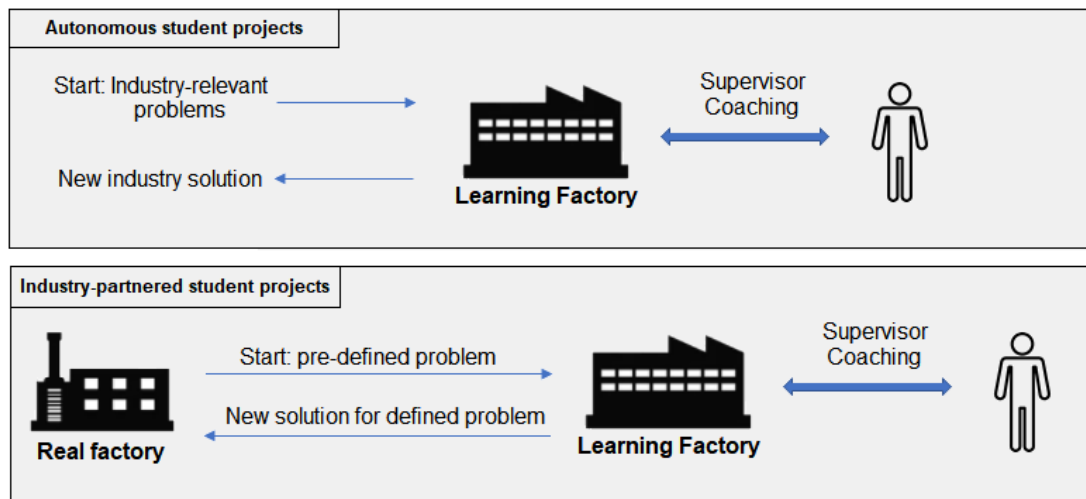 Autonomous student projects
Start: Industry-relevant
problems
Supervisor
Coaching
New industry solution
Learning Factory
Industry-partnered student projects
Start: pre-defined problem
Supervisor
Coaching
New solution for defined problem
Real factory
Learning Factory